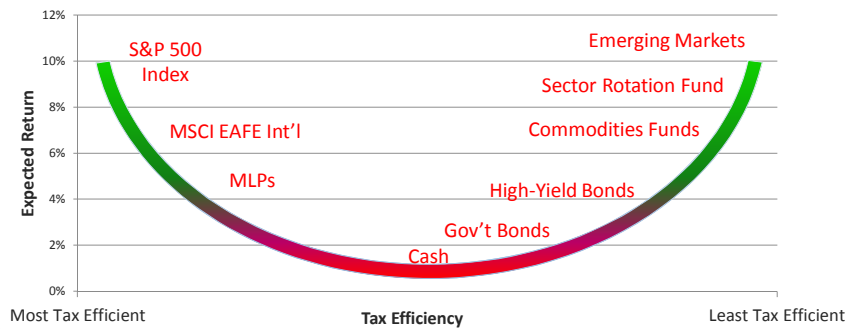 12%
10%
8%
6%
4%
2%
0%
Expected Return
S&P 500
Index
MSCI EAFE Int'l
MLPs
Cash
Gov't Bonds
High-Yield Bonds
Commodities Funds
Sector Rotation Fund
Emerging Markets
Most Tax Efficient
Tax Efficiency
Least Tax Efficient